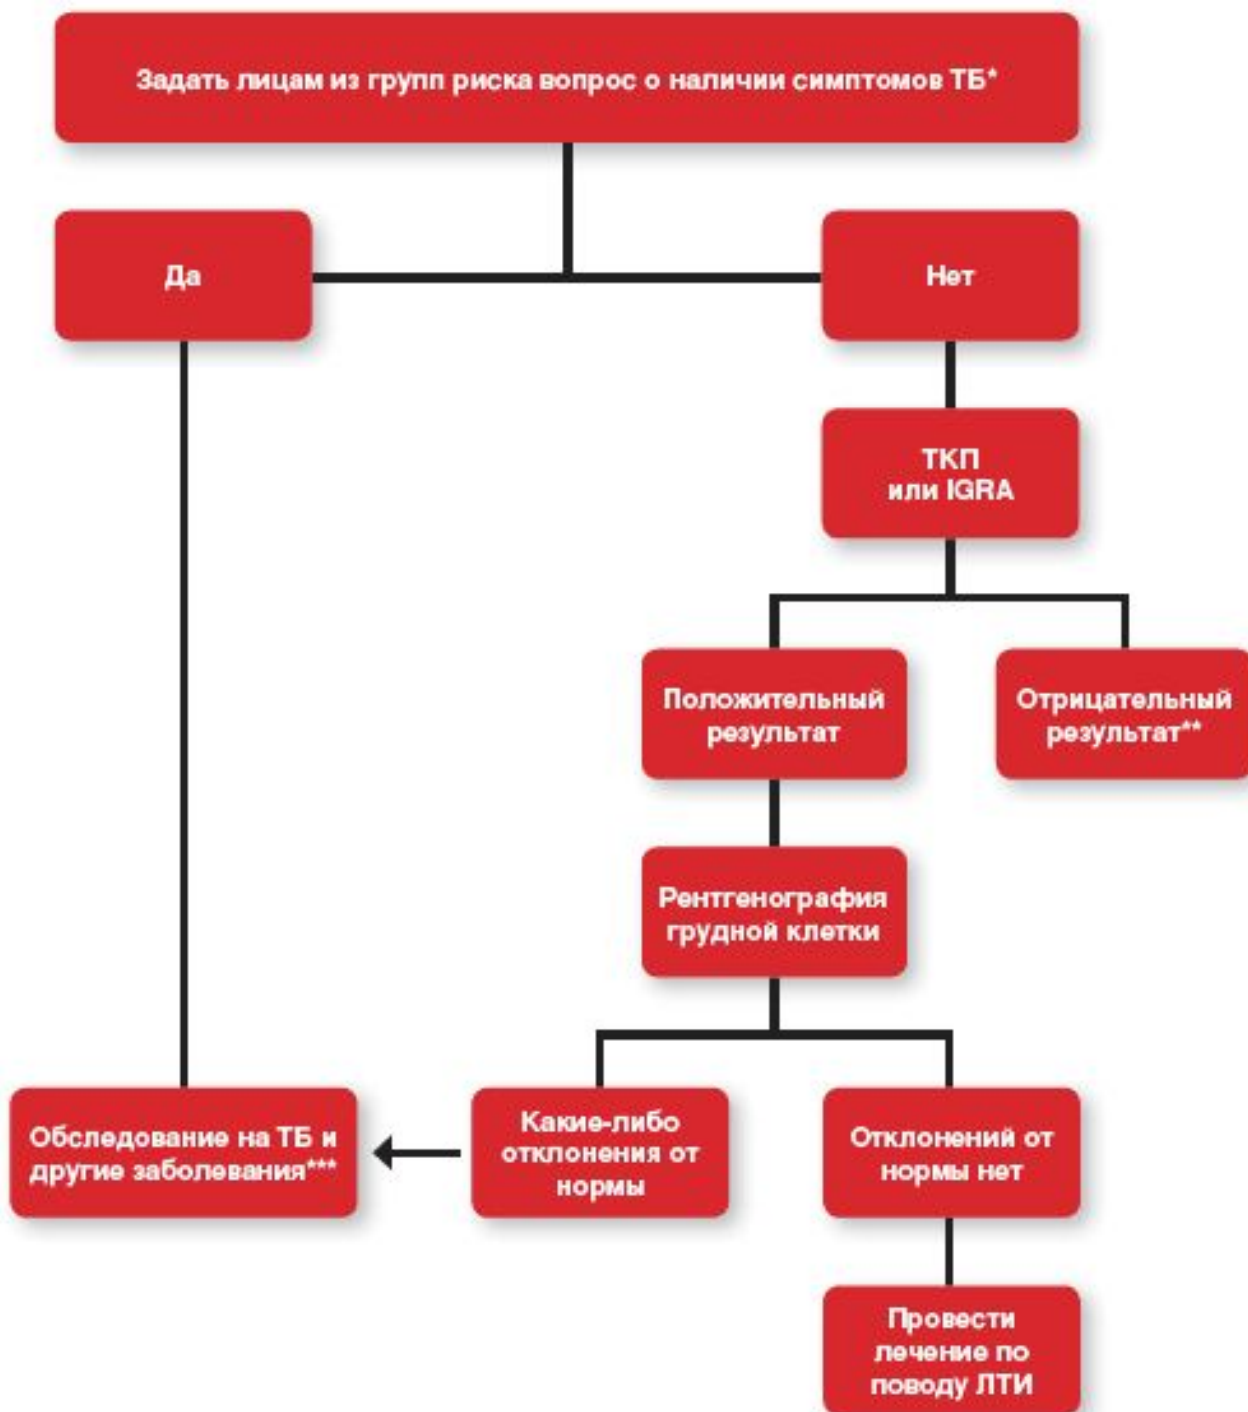 Задать лицам из групп риска вопрос о наличии симптомов ТБ*
Да
Нет
ТКП
или IGRA
Положительный
результат
Отрицательный
результат**
Рентгенография
грудной клетки
Обследование на ТБ и
другие заболевания***
Какие-либо
отклонения от
нормы
Отклонений от
нормы нет
Провести
лечение по
поводу ЛТИ